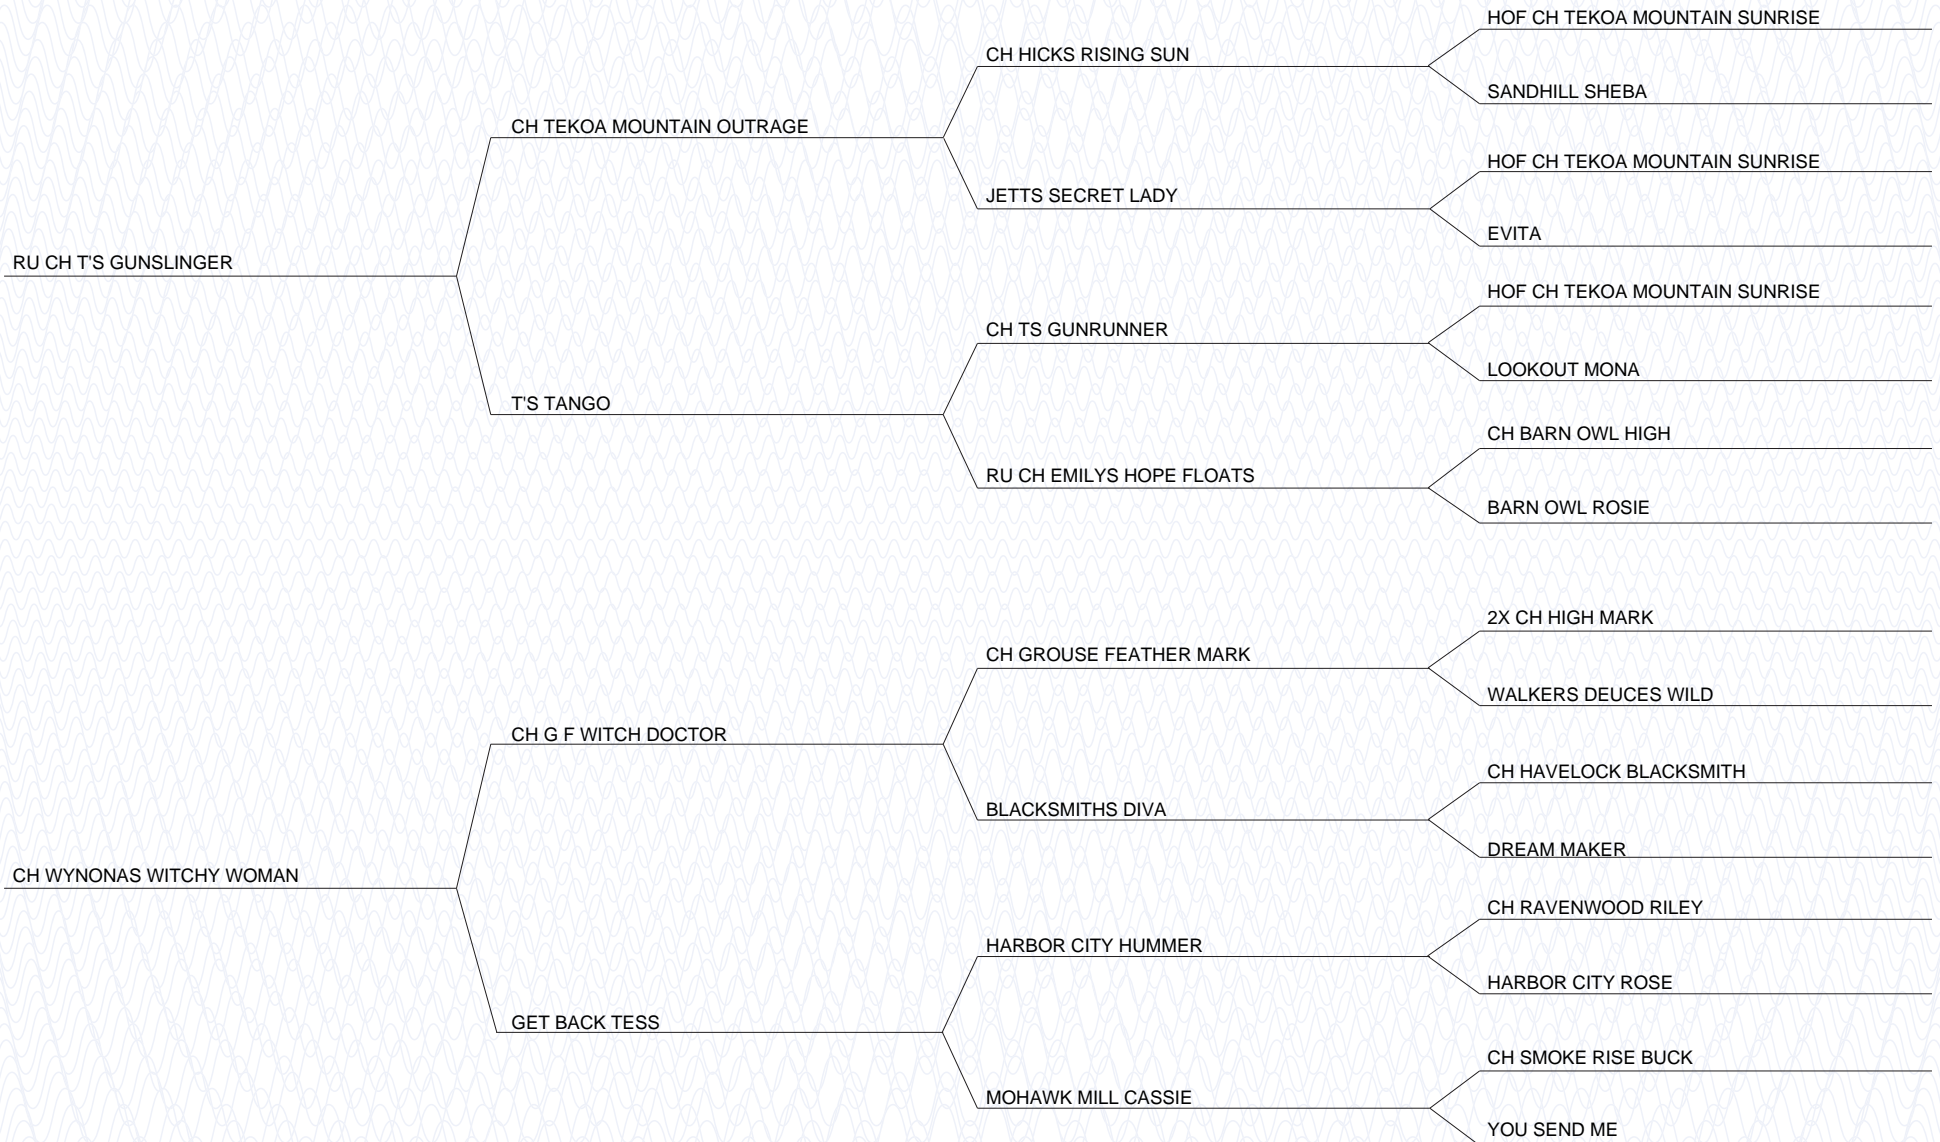 HOF CH TEKOA MOUNTAIN SUNRISE
CH HICKS RISING SUN
SANDHILL SHEBA
CH TEKOA MOUNTAIN OUTRAGE
HOF CH TEKOA MOUNTAIN SUNRISE
JETTS SECRET LADY
EVITA
RU CH T'S GUNSLINGER
HOF CH TEKOA MOUNTAIN SUNRISE
CH TS GUNRUNNER
LOOKOUT MONA
T'S TANGO
CH BARN OWL HIGH
RU CH EMILYS HOPE FLOATS
BARN OWL ROSIE
2X CH HIGH MARK
CH GROUSE FEATHER MARK
WALKERS DEUCES WILD
CH G F WITCH DOCTOR
CH HAVELOCK BLACKSMITH
BLACKSMITHS DIVA
DREAM MAKER
CH WYNONAS WITCHY WOMAN
CH RAVENWOOD RILEY
HARBOR CITY HUMMER
HARBOR CITY ROSE
GET BACK TESS
CH SMOKE RISE BUCK
MOHAWK MILL CASSIE
YOU SEND ME